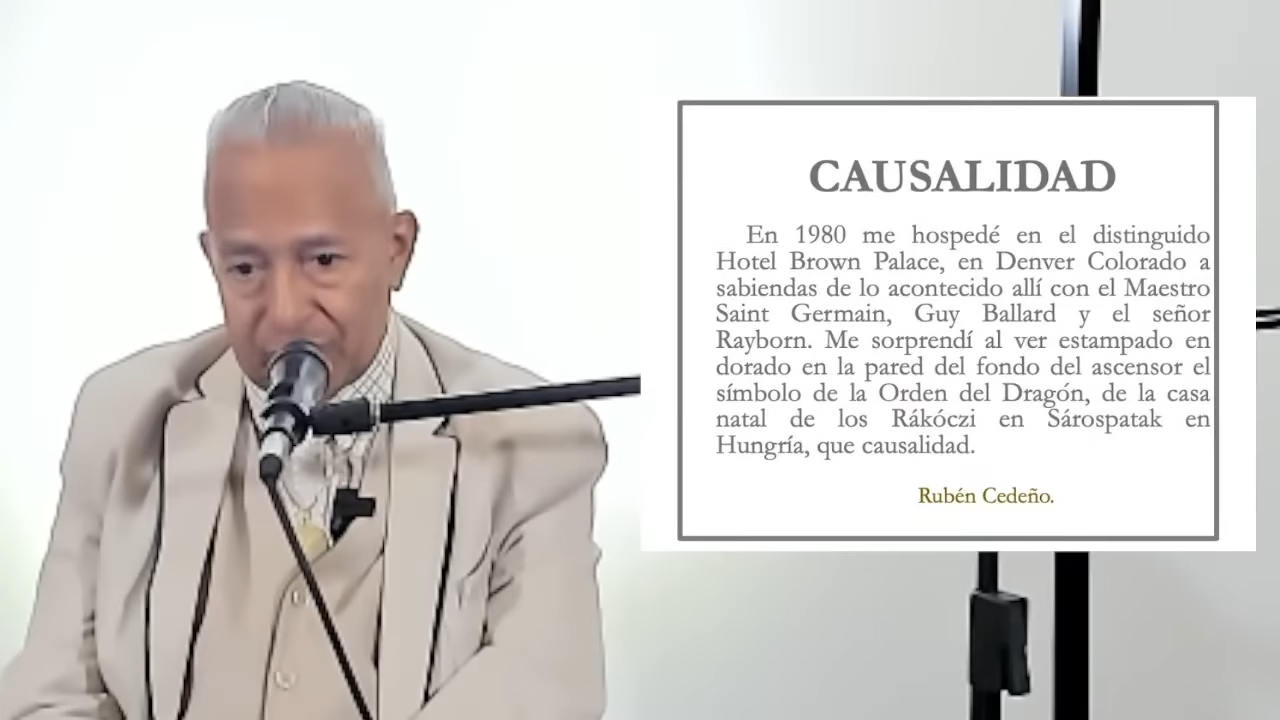 CAUSALIDAD
En 1980 me hospedé en el distinguido
Hotel Brown Palace, en Denver Colorado a
sabiendas de lo acontecido allí con el Maestro
Saint Germain, Guy Ballard y el señor
Rayborn. Me sorprendí al ver estampado en
dorado en la pared del fondo del ascensor el
símbolo de la Orden del Dragón, de la casa
natal de los Rákóczi en Sárospatak en
Hungría, que causalidad.
Rubén Cedeño.